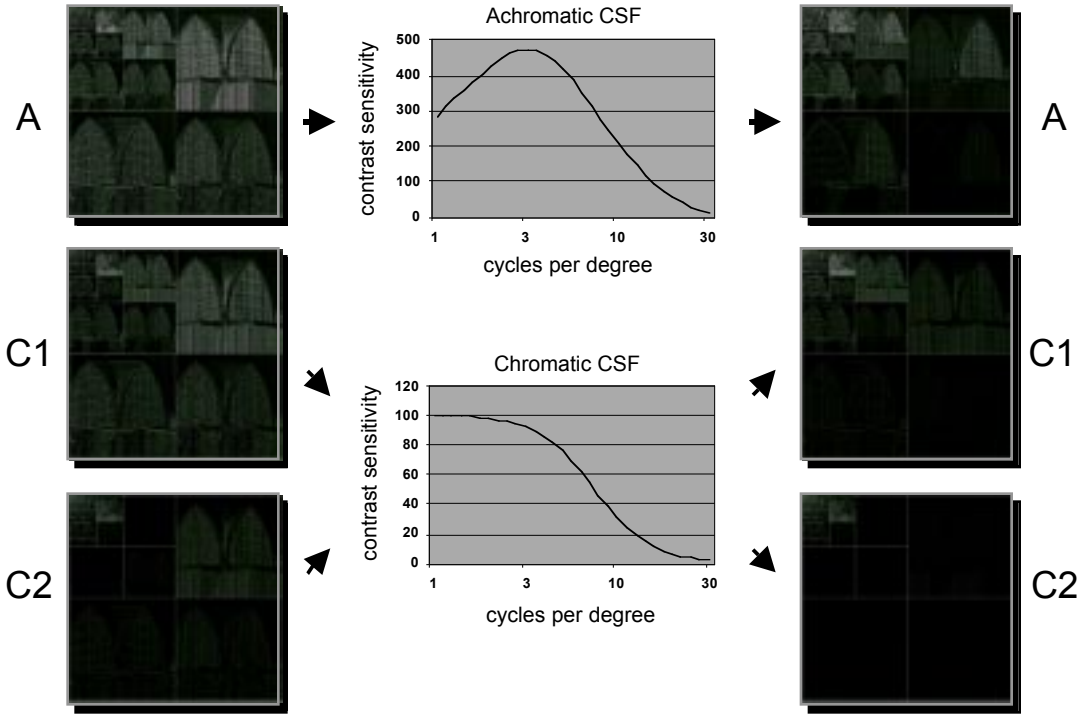 Achromatic CSF
A
contrast sensitivity
500
400
300
200
100
0
1 3 10 30
cycles per degree
A
C1
C2
Chromatic CSF
contrast sensitivity
120
100
80
60
40
20
0
1 3 10 30
cycles per degree
C1
C2